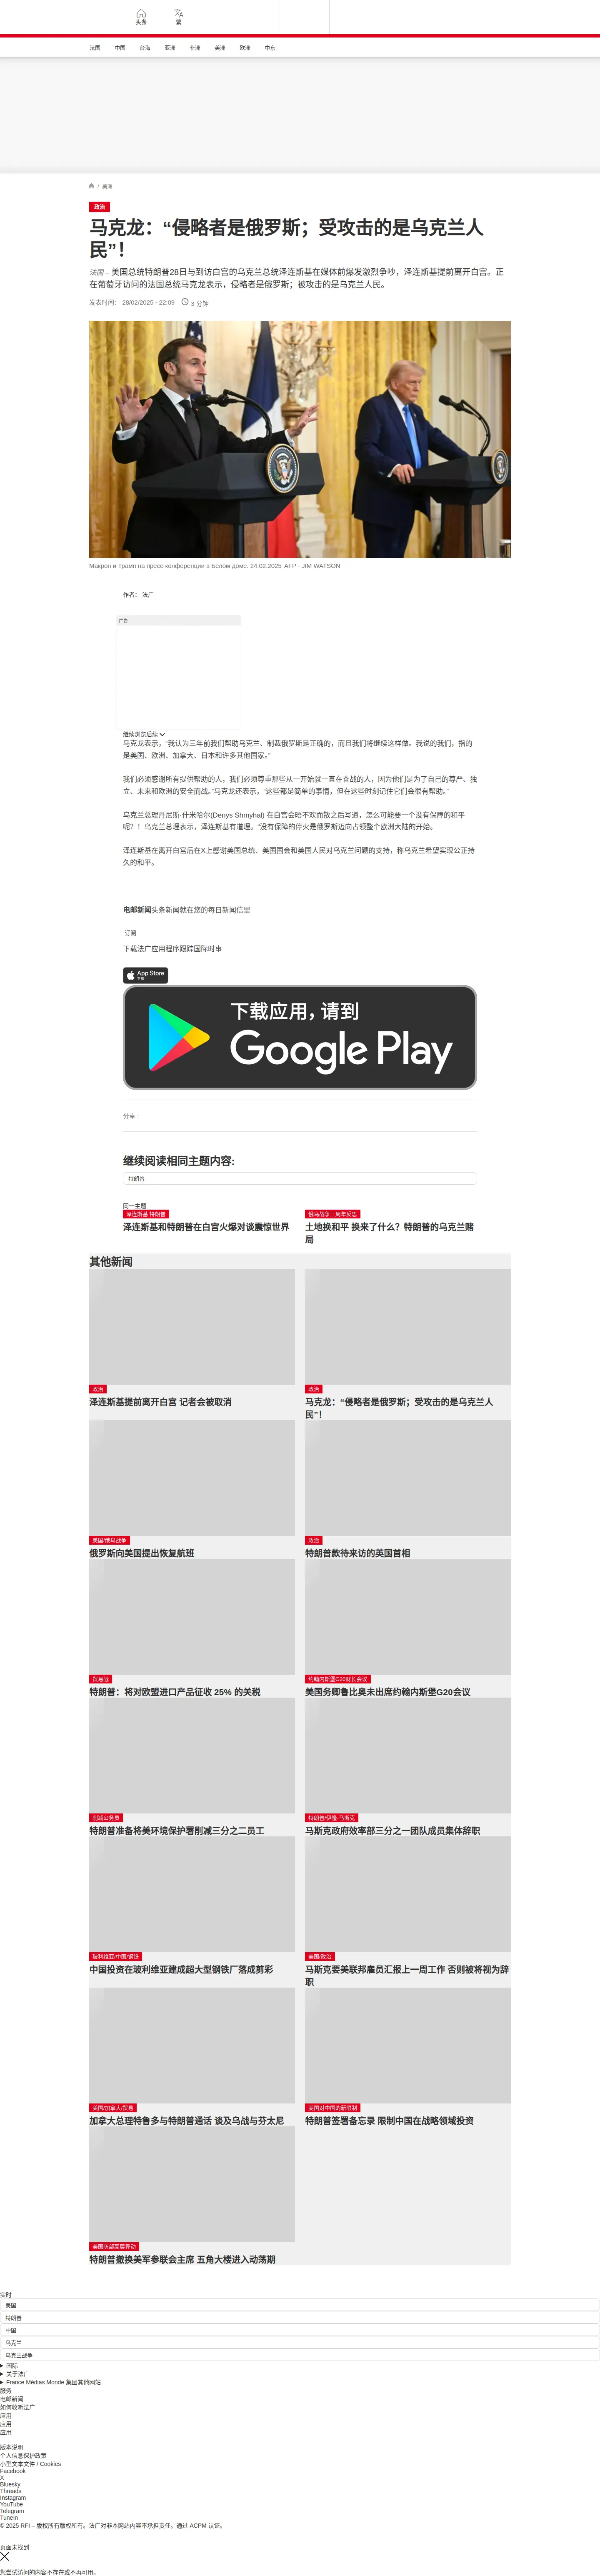 头条
繁
法国
中国
台海
亚洲
非洲
美洲
欧洲
中东
/ 美洲
政治
马克龙：“侵略者是俄罗斯；受攻击的是乌克兰人
民”！
法国 – 美国总统特朗普28日与到访白宫的乌克兰总统泽连斯基在媒体前爆发激烈争吵，泽连斯基提前离开白宫。正
在葡萄牙访问的法国总统马克龙表示，侵略者是俄罗斯；被攻击的是乌克兰人民。
发表时间： 28/02/2025 - 22:09
3 分钟
Макрон и Трамп на пресс-конференции в Белом доме. 24.02.2025. AFP - JIM WATSON
作者： 法广
广告
继续浏览后续
马克龙表示，“我认为三年前我们帮助乌克兰、制裁俄罗斯是正确的，而且我们将继续这样做。我说的我们，指的
是美国、欧洲、加拿大、日本和许多其他国家。”
我们必须感谢所有提供帮助的人，我们必须尊重那些从一开始就一直在奋战的人，因为他们是为了自己的尊严、独
立、未来和欧洲的安全而战。”马克龙还表示，“这些都是简单的事情，但在这些时刻记住它们会很有帮助。”
乌克兰总理丹尼斯·什米哈尔(Denys Shmyhal) 在白宫会晤不欢而散之后写道，怎么可能要一个没有保障的和平
呢？！ 乌克兰总理表示，泽连斯基有道理。“没有保障的停火是俄罗斯迈向占领整个欧洲大陆的开始。
泽连斯基在离开白宫后在X上感谢美国总统、美国国会和美国人民对乌克兰问题的支持，称乌克兰希望实现公正持
久的和平。
电邮新闻头条新闻就在您的每日新闻信里
订阅
下载法广应用程序跟踪国际时事
App Store
下载
下载应用，请到
Google Play
分享 :
继续阅读相同主题内容:
特朗普
同一主题
泽连斯基 特朗普
泽连斯基和特朗普在白宫火爆对谈震惊世界
俄乌战争三周年反思
土地换和平 换来了什么？特朗普的乌克兰赌
局
其他新闻
政治
泽连斯基提前离开白宫 记者会被取消
政治
马克龙：“侵略者是俄罗斯；受攻击的是乌克兰人
民”！
美国/俄乌战争
俄罗斯向美国提出恢复航班
政治
特朗普款待来访的英国首相
贸易战
特朗普：将对欧盟进口产品征收 25% 的关税
约翰内斯堡G20财长会议
美国务卿鲁比奥未出席约翰内斯堡G20会议
削减公务员
特朗普准备将美环境保护署削减三分之二员工
特朗普/伊隆·马斯克
马斯克政府效率部三分之一团队成员集体辞职
玻利维亚/中国/钢铁
中国投资在玻利维亚建成超大型钢铁厂落成剪彩
美国/政治
马斯克要美联邦雇员汇报上一周工作 否则被将视为辞
职
美国/加拿大/贸易
加拿大总理特鲁多与特朗普通话 谈及乌战与芬太尼
美国对中国的新限制
特朗普签署备忘录 限制中国在战略领域投资
美国防部高层异动
特朗普撤换美军参联会主席 五角大楼进入动荡期
实时
美国
特朗普
中国
乌克兰
乌克兰战争
国际
关于法广
France Médias Monde 集团其他网站
服务
电邮新闻
如何收听法广
应用
应用
应用
版本说明
个人信息保护政策
小型文本文件 / Cookies
Facebook
X
Bluesky
Threads
Instagram
YouTube
Telegram
TuneIn
© 2025 RFI – 版权所有版权所有。法广对非本网站内容不承担责任。通过 ACPM 认证。
页面未找到
您尝试访问的内容不存在或不再可用。